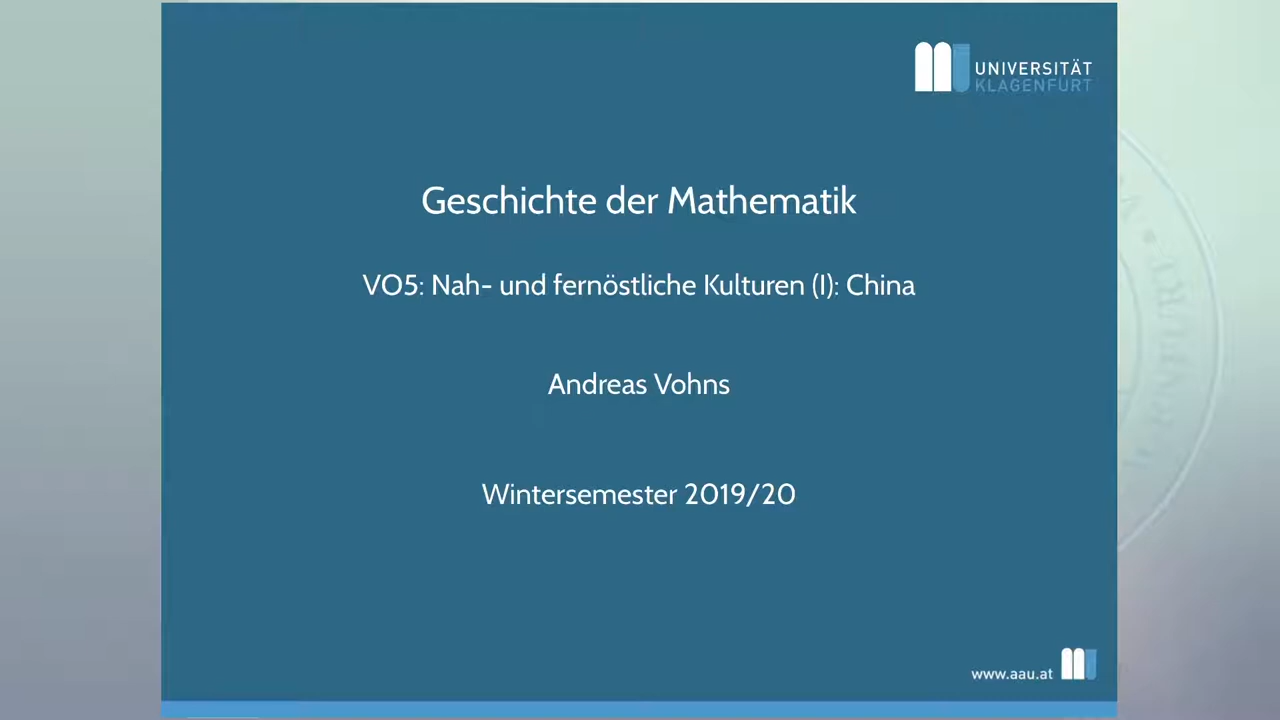 UNIVERSITÄT
KLAGENFURT
Geschichte der Mathematik
VO5: Nah- und fernöstliche Kulturen (I): China
Andreas Vohns
Wintersemester 2019/20
www.aau.at